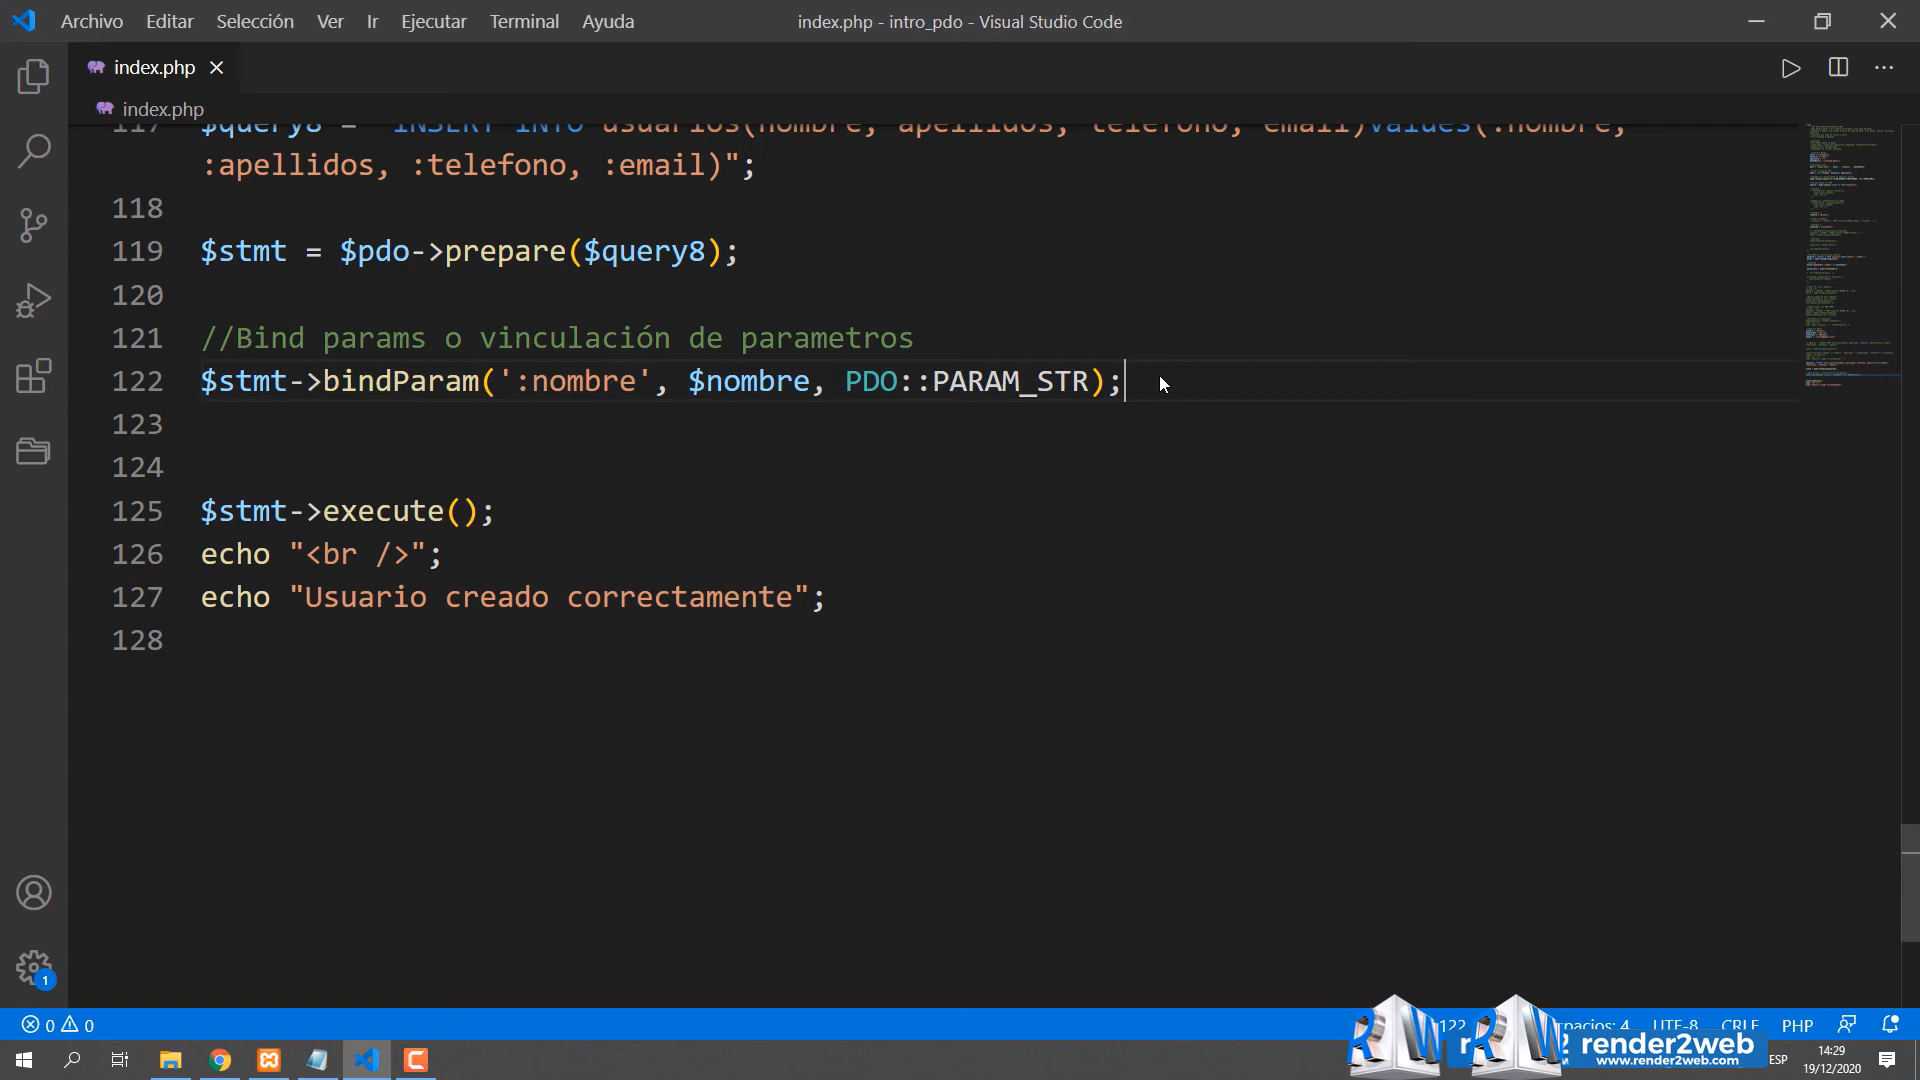 Archivo Editar Selección Ver Ir Ejecutar Terminal Ayuda
index.php - intro_pdo - Visual Studio Code
index.php
index.php
117 $query8 = "INSERT INTO usuarios(nombre, apellidos, telefono, email)values(:nombre,
:apellidos, :telefono, :email)";
118
119 $stmt = $pdo->prepare($query8);
120
121 //Bind params o vinculación de parametros
122 $stmt->bindParam(':nombre', $nombre, PDO::PARAM_STR);
123
124
125 $stmt->execute();
126 echo "<br />";
127 echo "Usuario creado correctamente";
128
1
0 0
122 spacios: 4 UTF-8 CRLF PHP
render2web
www.render2web.com
ESP
14:29
19/12/2020